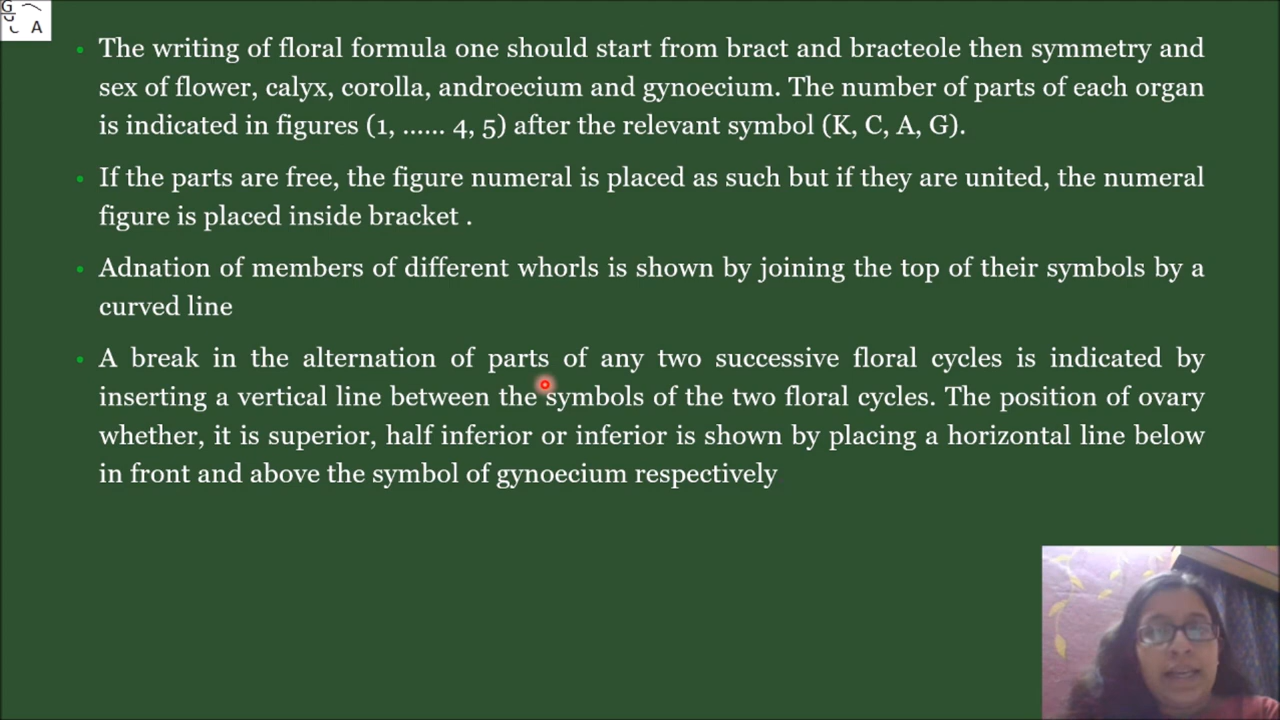 G
G
C A
The writing of floral formula one should start from bract and bracteole then symmetry and
sex of flower, calyx, corolla, androecium and gynoecium. The number of parts of each organ
is indicated in figures (1, ...... 4, 5) after the relevant symbol (K, C, A, G).
If the parts are free, the figure numeral is placed as such but if they are united, the numeral
figure is placed inside bracket .
Adnation of members of different whorls is shown by joining the top of their symbols by a
curved line
A break in the alternation of parts of any two successive floral cycles is indicated by
inserting a vertical line between the symbols of the two floral cycles. The position of ovary
whether, it is superior, half inferior or inferior is shown by placing a horizontal line below
in front and above the symbol of gynoecium respectively